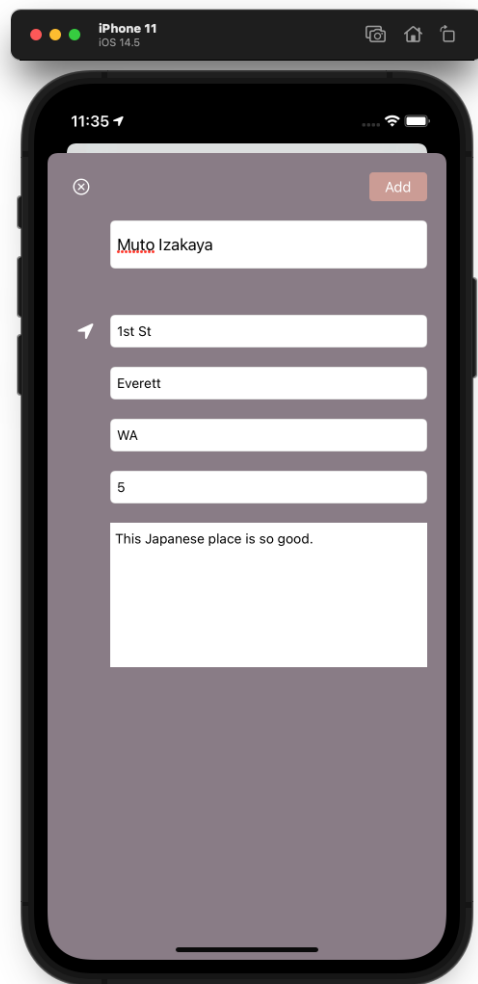 iPhone 11
iOS 14.5
11:35
Add
Muto Izakaya
1st St
Everett
WA
5
This Japanese place is so good.